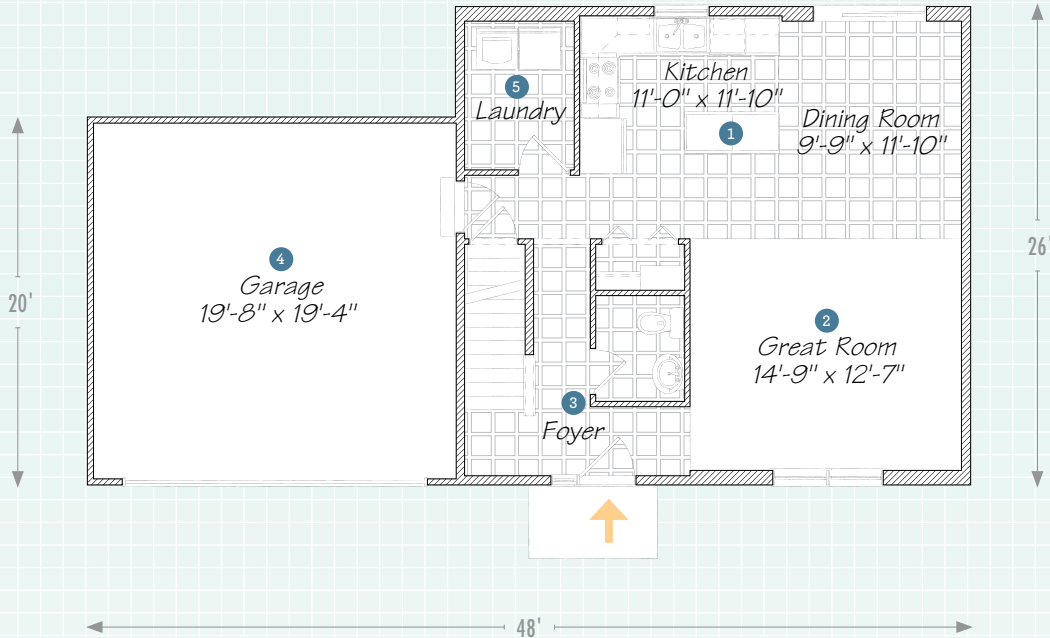 5
Laundry
Kitchen
11'-0" x 11'-10"
1
Dining Room
9'-9" x 11'-10"
4
Garage
19'-8" x 19'-4"
2
Great Room
14'-9" x 12'-7"
3
Foyer
20'
26'
48'